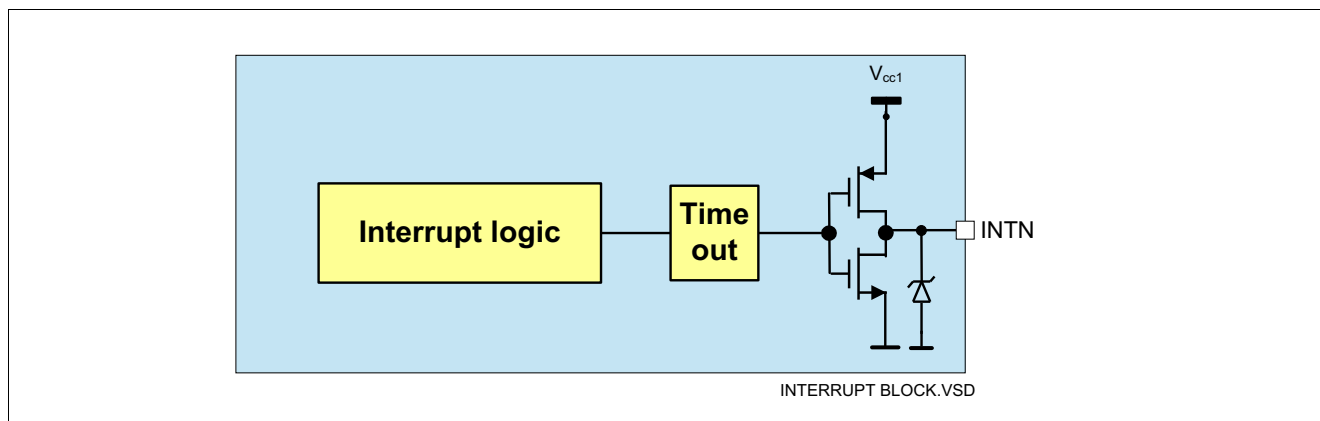 Vcc1
Interrupt logic
Time
out
INTN
INTERRUPT BLOCK.VSD